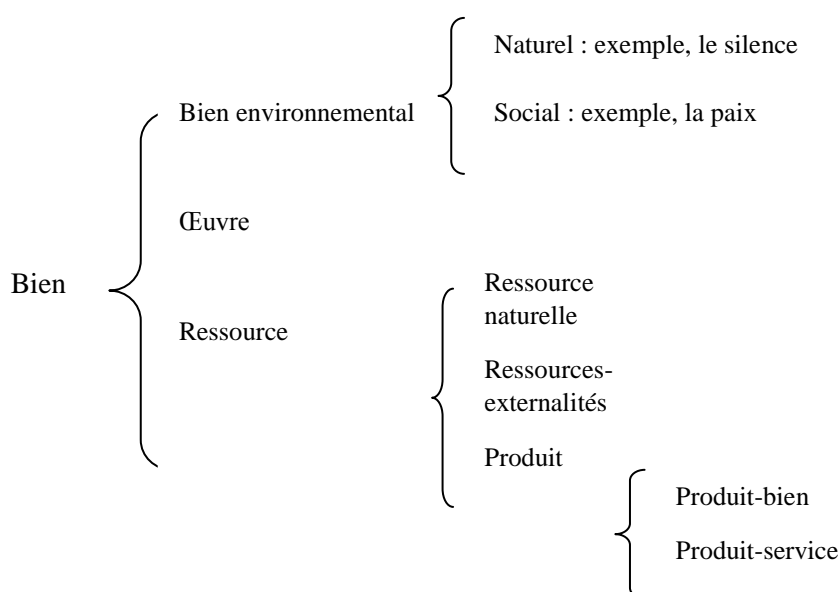 Naturel : exemple, le silence
Bien environnemental
Social : exemple, la paix
Œuvre
Bien
Ressource
naturelle
Ressource
Ressources-
externalités
Produit
Produit-bien
Produit-service